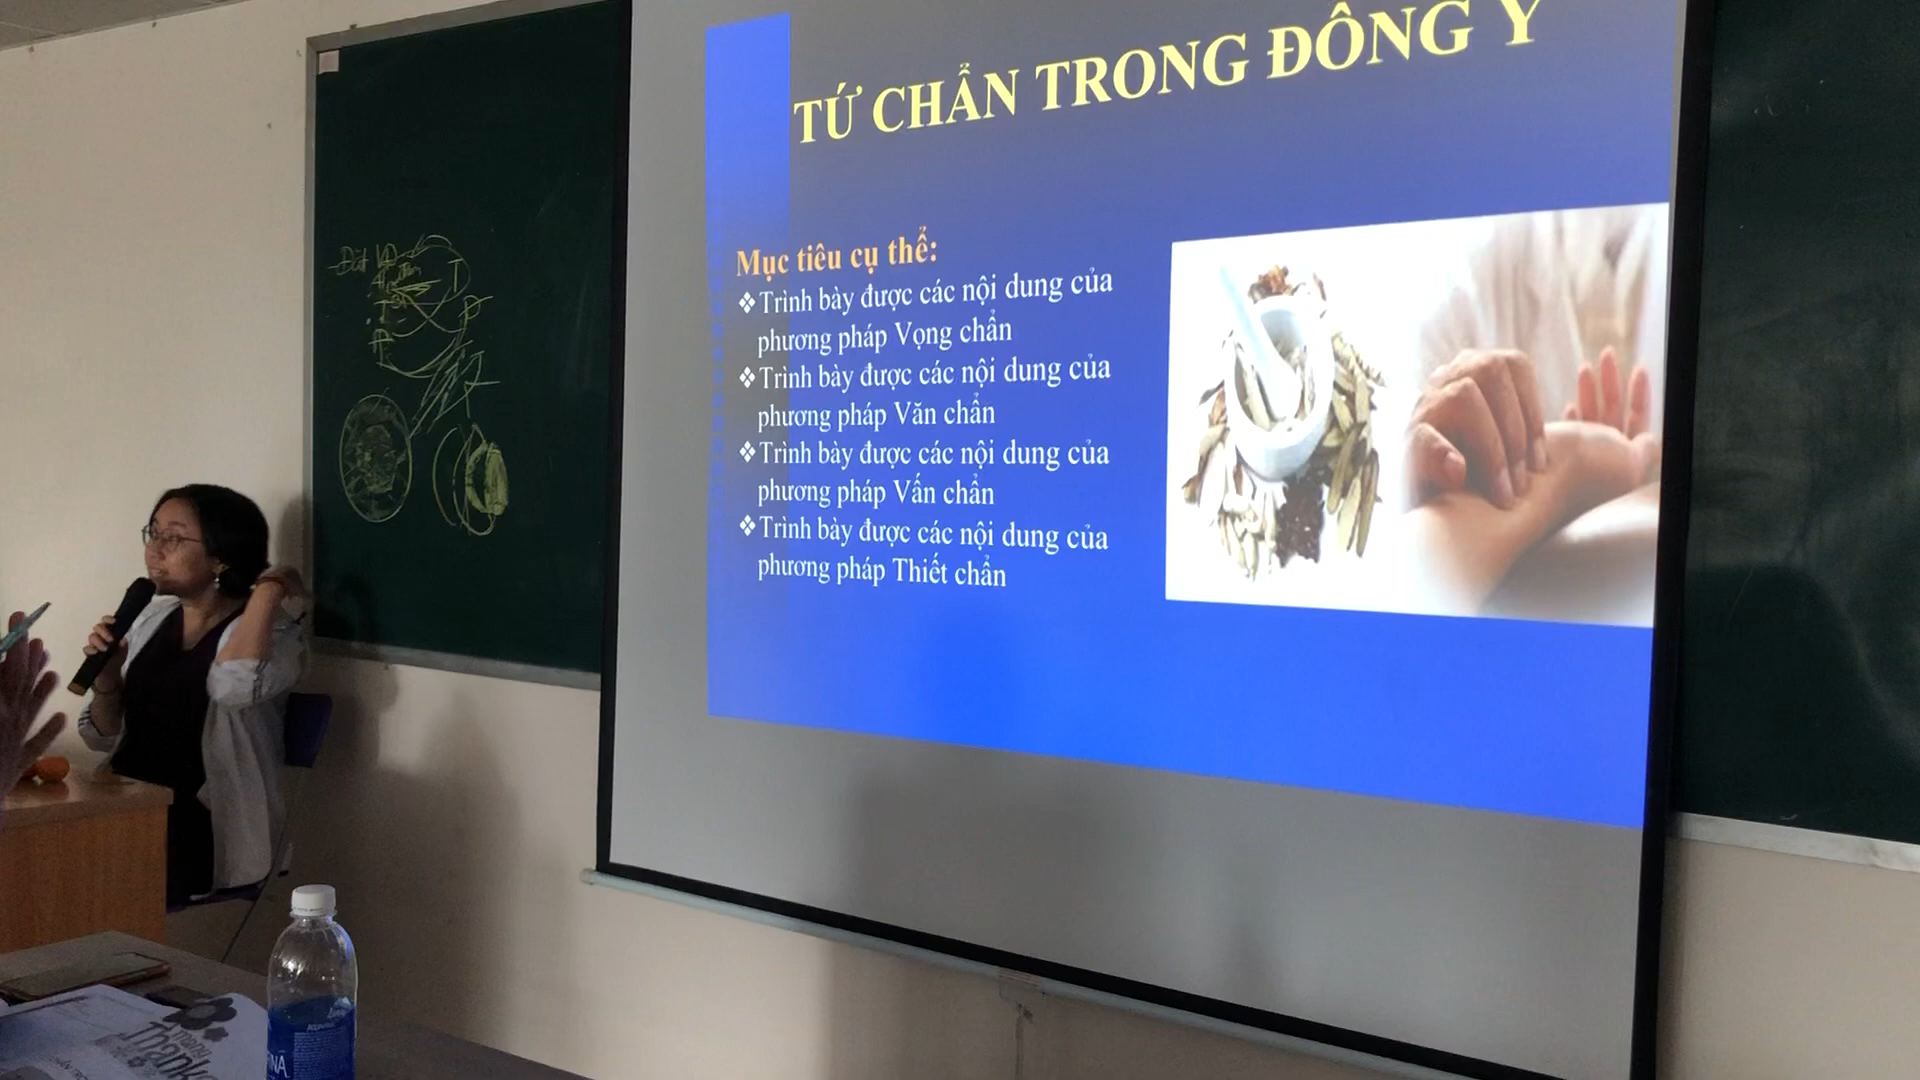 TỨ CHẨN TRONG ĐÔNG Y
Mục tiêu cụ thể:
❖Trình bày được các nội dung của
phương pháp Vọng chẩn
❖Trình bày được các nội dung của
phương pháp Văn chẩn
❖Trình bày được các nội dung của
phương pháp Vấn chẩn
❖Trình bày được các nội dung của
phương pháp Thiết chẩn
Đất